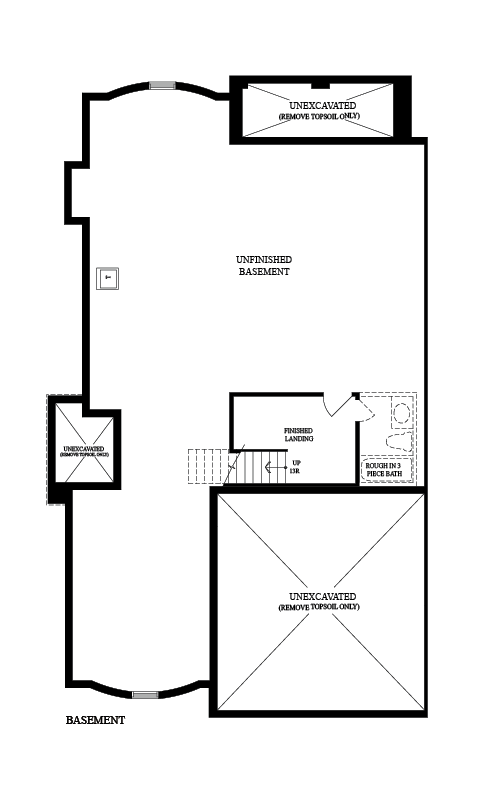 UNEXCAVATED
(REMOVE TOPSOIL ONLY)
UNFINISHED
BASEMENT
FINISHED
LANDING
UNEXCAVATED
(REMOVE TOPSOIL ONLY)
UP
13R
ROUGH IN 3
PIECE BATH
UNEXCAVATED
(REMOVE TOPSOIL ONLY)
BASEMENT